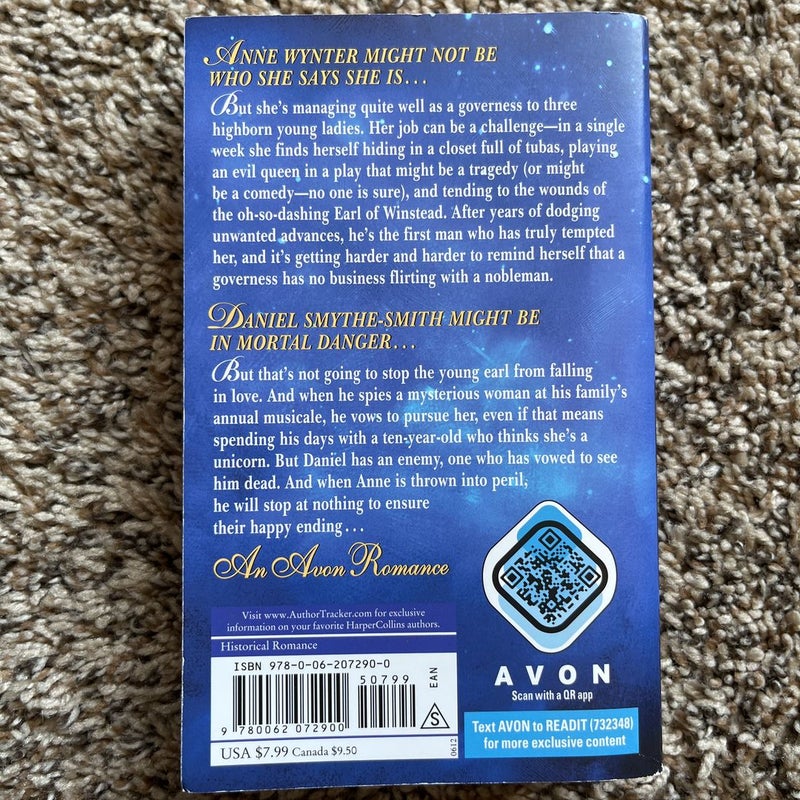 ANNE WYNTER MIGHT NOT BE
WHO SHE SAYS SHE IS...
But she's managing quite well as a governess to three
highborn young ladies. Her job can be a challenge—in a single
week she finds herself hiding in a closet full of tubas, playing
an evil queen in a play that might be a tragedy (or might
be a comedy—no one is sure), and tending to the wounds of
the oh-so-dashing Earl of Winstead. After years of dodging
unwanted advances, he's the first man who has truly tempted
her, and it's getting harder and harder to remind herself that a
governess has no business flirting with a nobleman.
DANIEL SMYTHE-SMITH MIGHT BE
IN MORTAL DANGER...
But that's not going to stop the young earl from falling
in love. And when he spies a mysterious woman at his family's
annual musicale, he vows to pursue her, even if that means
spending his days with a ten-year-old who thinks she's a
unicorn. But Daniel has an enemy, one who has vowed to see
him dead. And when Anne is thrown into peril,
he will stop at nothing to ensure
their happy ending...
An Avon Romance
Visit www.AuthorTracker.com for exclusive
information on your favorite HarperCollins authors.
Historical Romance
ISBN 978-0-06-207290-0
50799
EAN
S
9 780062 072900
USA $7.99 Canada $9.50
0612
AVON
Scan with a QR app
Text AVON to READIT (732348)
for more exclusive content